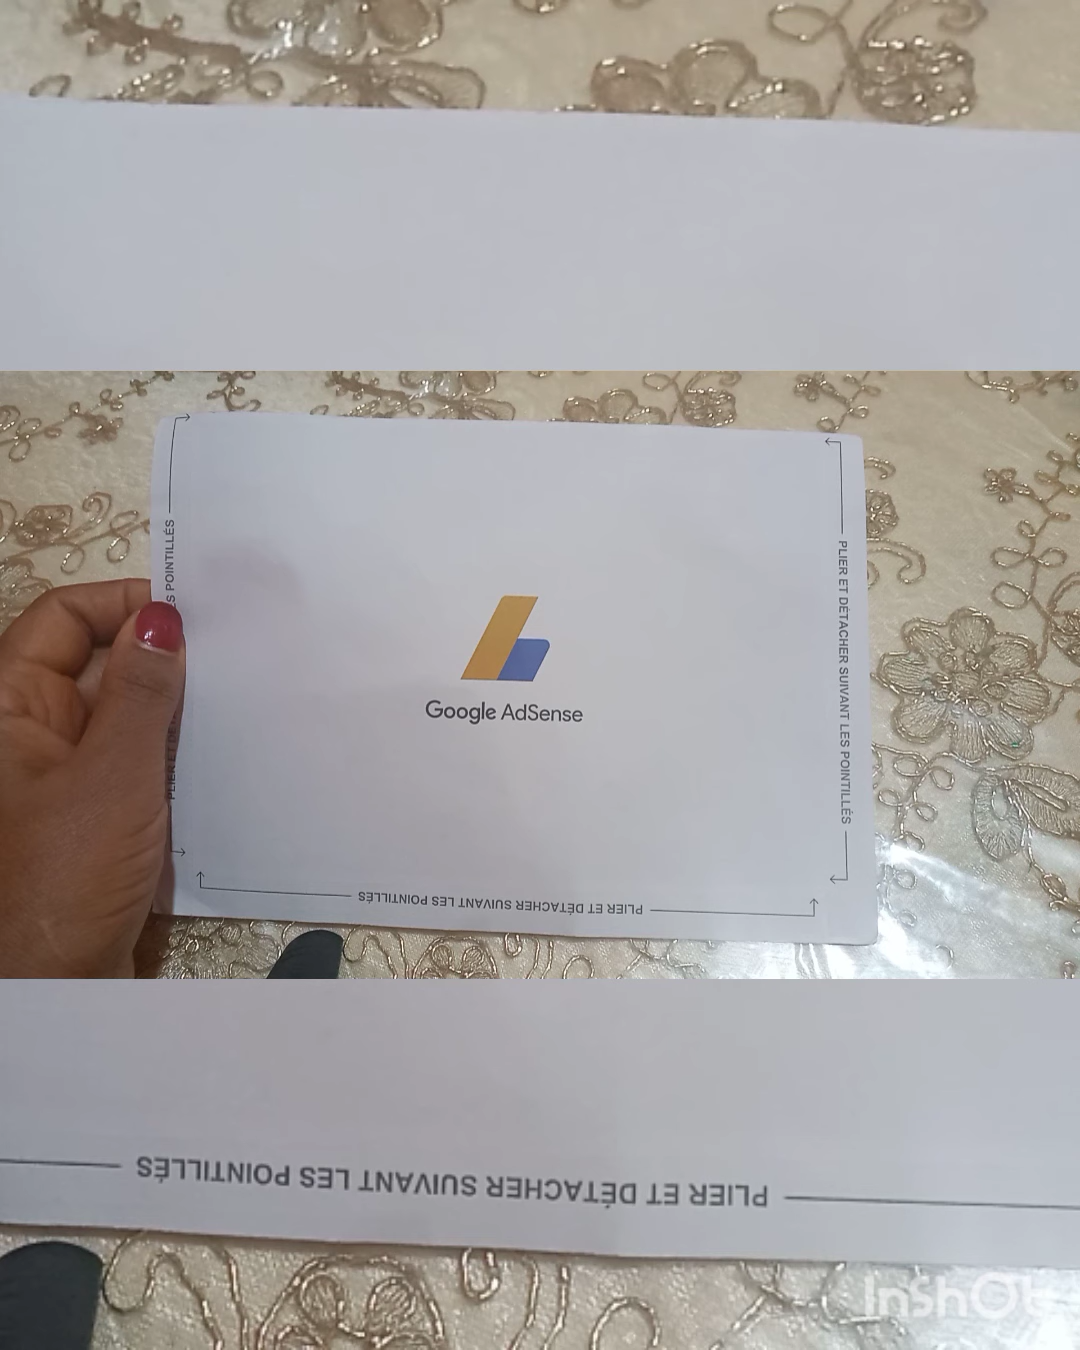 PLIER ET DÉTACHER SUIVANT LES POINTILLÉS
PLIER ET DÉTACHER SUIVANT LES POINTILLÉS
Google AdSense
PLIER ET DÉTACHER SUIVANT LES POINTILLÉS
PLIER ET DÉTACHER SUIVANT LES POINTILLÉS
InShOt